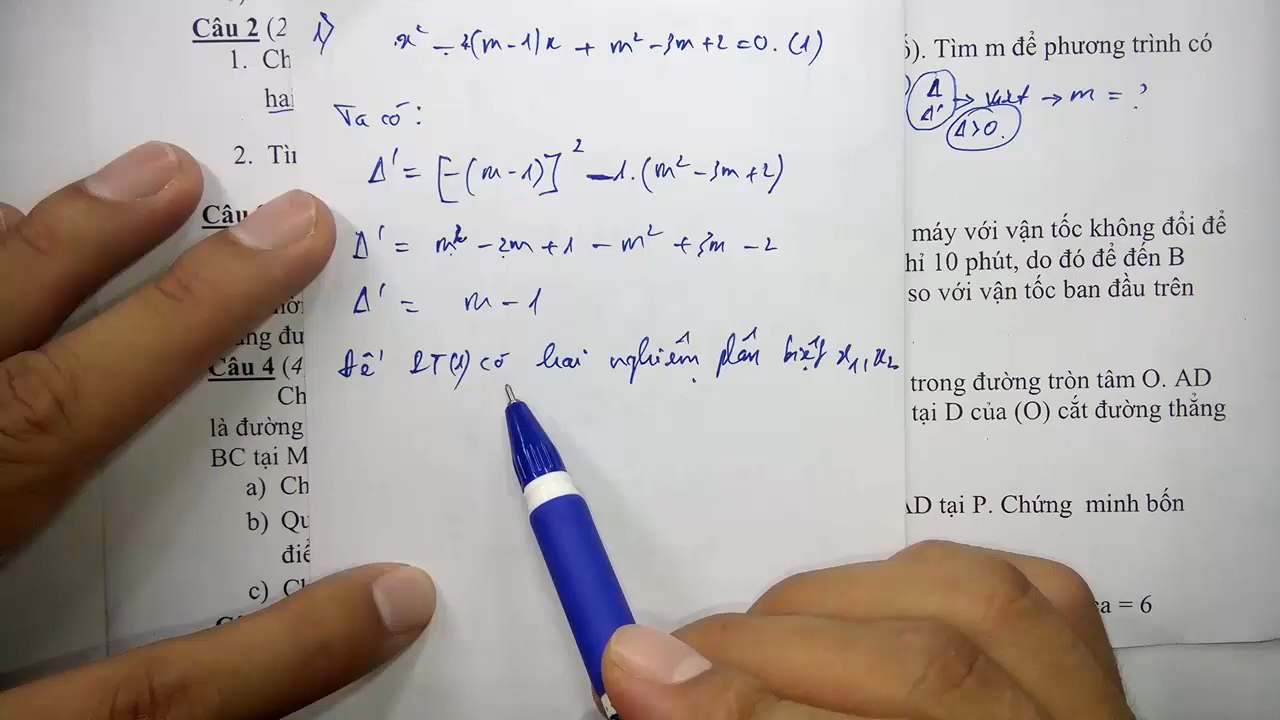 Câu 2 (2
1. Ch
hai
2. Tìn
1) x² - 2(m-1)x + m² - 3m + 2 = 0. (1)
Ta có:
Δ' = [-(m-1)]² - 1.(m² - 3m + 2)
Δ' = m² - 2m + 1 - m² + 3m - 2
Δ' = m - 1
Để PT(1) có hai nghiệm phân biệt x₁, x₂
). Tìm m để phương trình có
Δ
Δ' → → m = ?
Δ>0.
máy với vận tốc không đổi để
hỉ 10 phút, do đó để đến B
so với vận tốc ban đầu trên
Câu 4 (4
Ch
trong đường tròn tâm O. AD
là đường
tại D của (O) cắt đường thẳng
BC tại M
a) Ch
b) Qu
AD tại P. Chứng minh bốn
điể
c) Ch
= 6